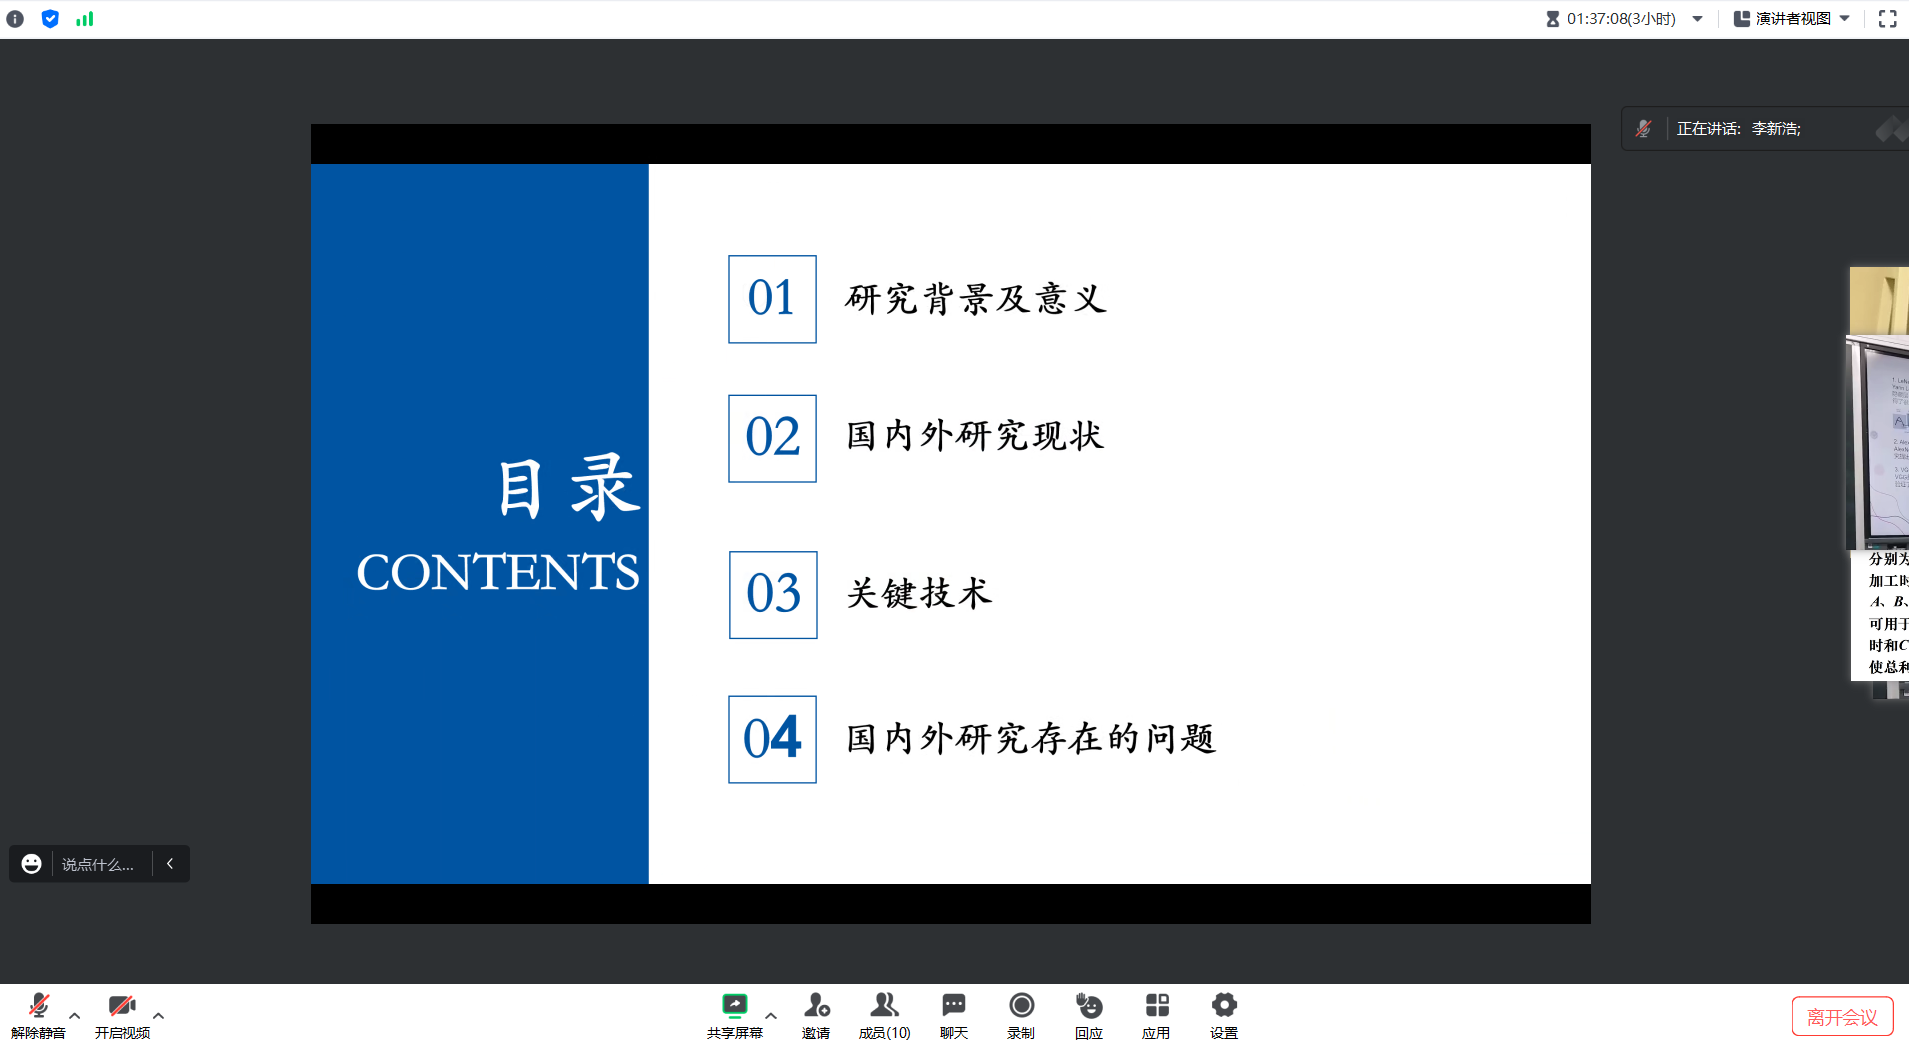 01:37:08(3小时)
演讲者视图
正在讲话: 李新浩;
目录
CONTENTS
01 研究背景及意义
02 国内外研究现状
03 关键技术
04 国内外研究存在的问题
分别为
加工时
A、B、
可用于
时和C
使总利
说点什么...
解除静音
开启视频
共享屏幕
邀请
成员(10)
聊天
录制
回应
应用
设置
离开会议